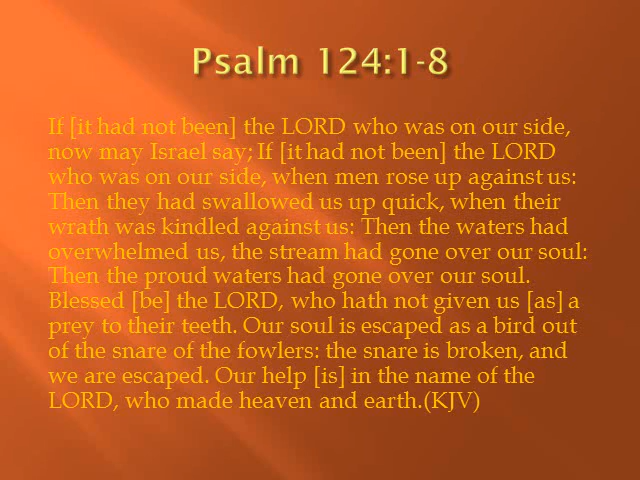 Psalm 124:1-8
If [it had not been] the LORD who was on our side,
now may Israel say; If [it had not been] the LORD
who was on our side, when men rose up against us:
Then they had swallowed us up quick, when their
wrath was kindled against us: Then the waters had
overwhelmed us, the stream had gone over our soul:
Then the proud waters had gone over our soul.
Blessed [be] the LORD, who hath not given us [as] a
prey to their teeth. Our soul is escaped as a bird out
of the snare of the fowlers: the snare is broken, and
we are escaped. Our help [is] in the name of the
LORD, who made heaven and earth.(KJV)